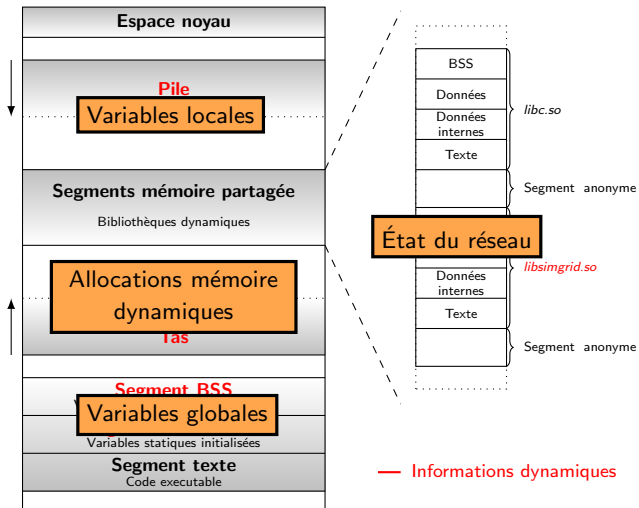 Espace noyau
Pile
Variables locales
Segments mémoire partagée
Bibliothèques dynamiques
Allocations mémoire
dynamiques
Tas
Segment BSS
Variables globales
Variables statiques initialisées
Segment texte
Code executable
BSS
Données
Données
internes
Texte
libc.so
Segment anonyme
État du réseau
libsimgrid.so
Données
internes
Texte
Segment anonyme
Informations dynamiques